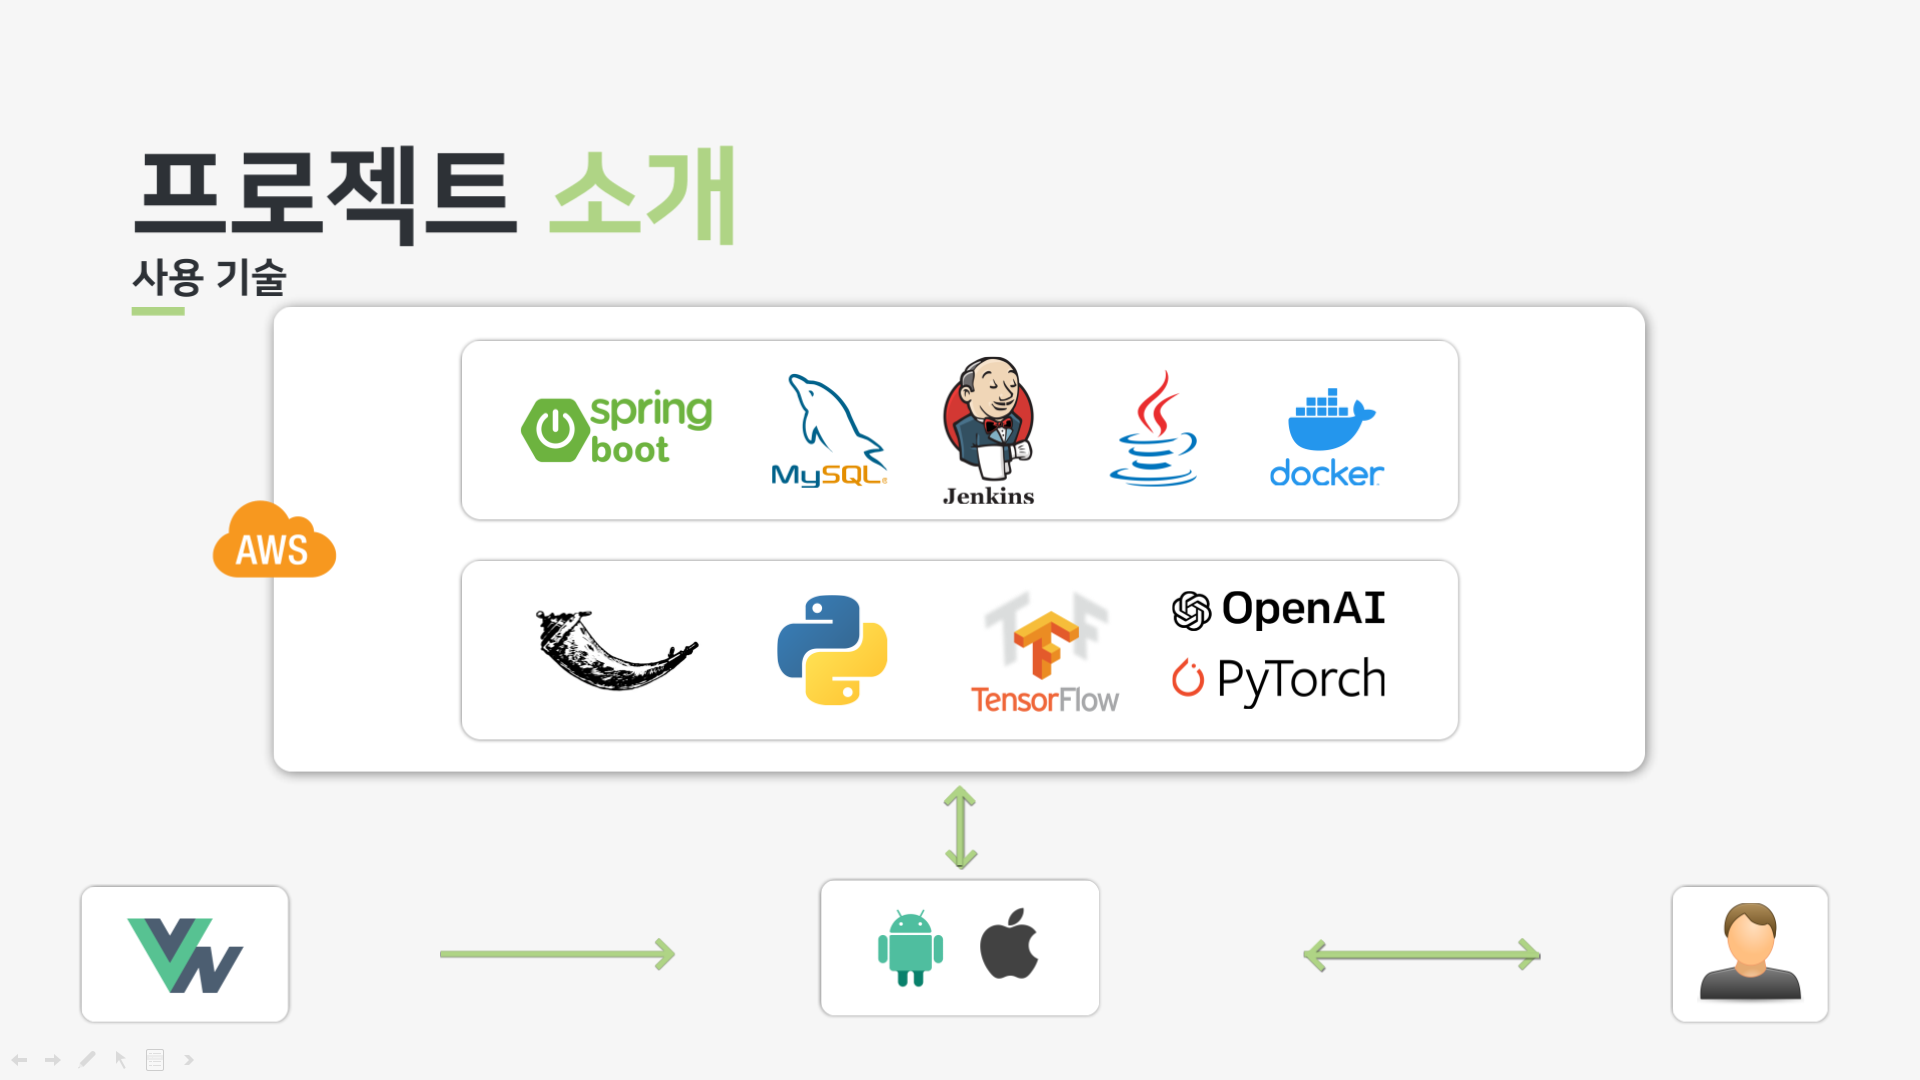 프로젝트 소개
사용 기술
spring
boot
MySQL
Jenkins
docker
AWS
TensorFlow
OpenAI
PyTorch